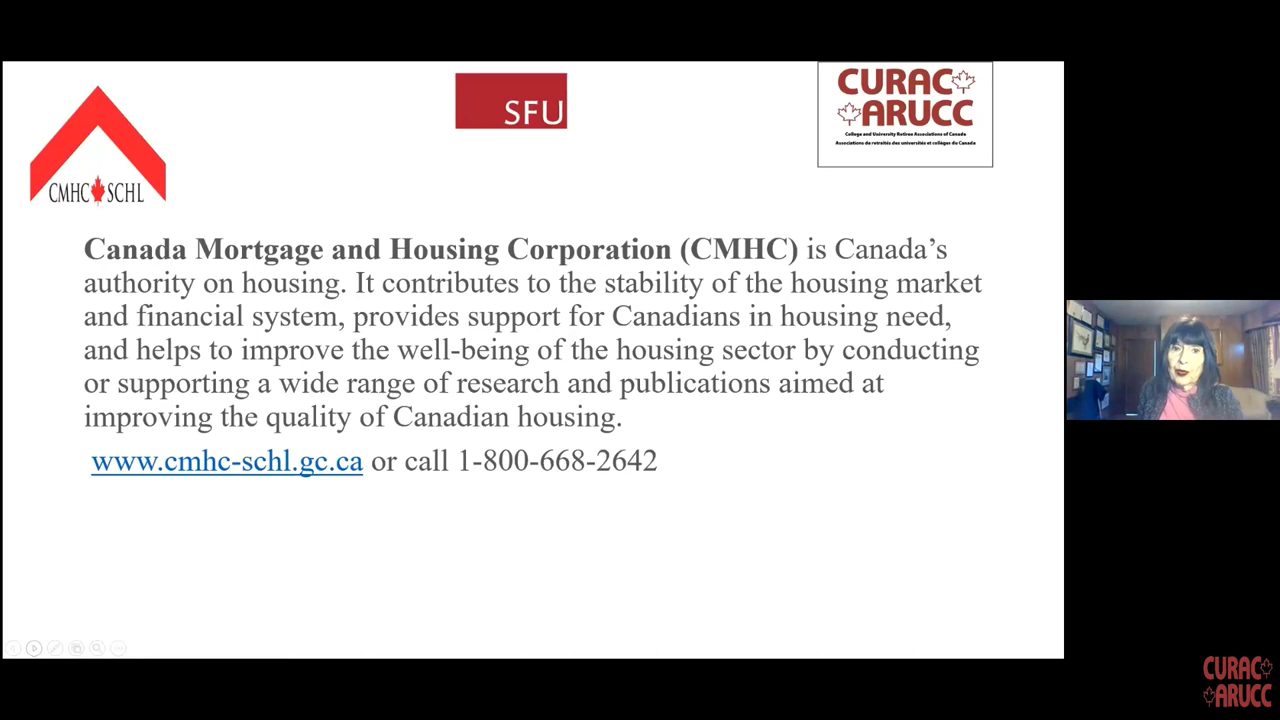 CMHC SCHL
SFU
CURAC
ARUCC
College and University Retiree Associations of Canada
Associations de retraités des universités et collèges du Canada
Canada Mortgage and Housing Corporation (CMHC) is Canada’s
authority on housing. It contributes to the stability of the housing market
and financial system, provides support for Canadians in housing need,
and helps to improve the well-being of the housing sector by conducting
or supporting a wide range of research and publications aimed at
improving the quality of Canadian housing.
www.cmhc-schl.gc.ca or call 1-800-668-2642
CURAC
ARUCC